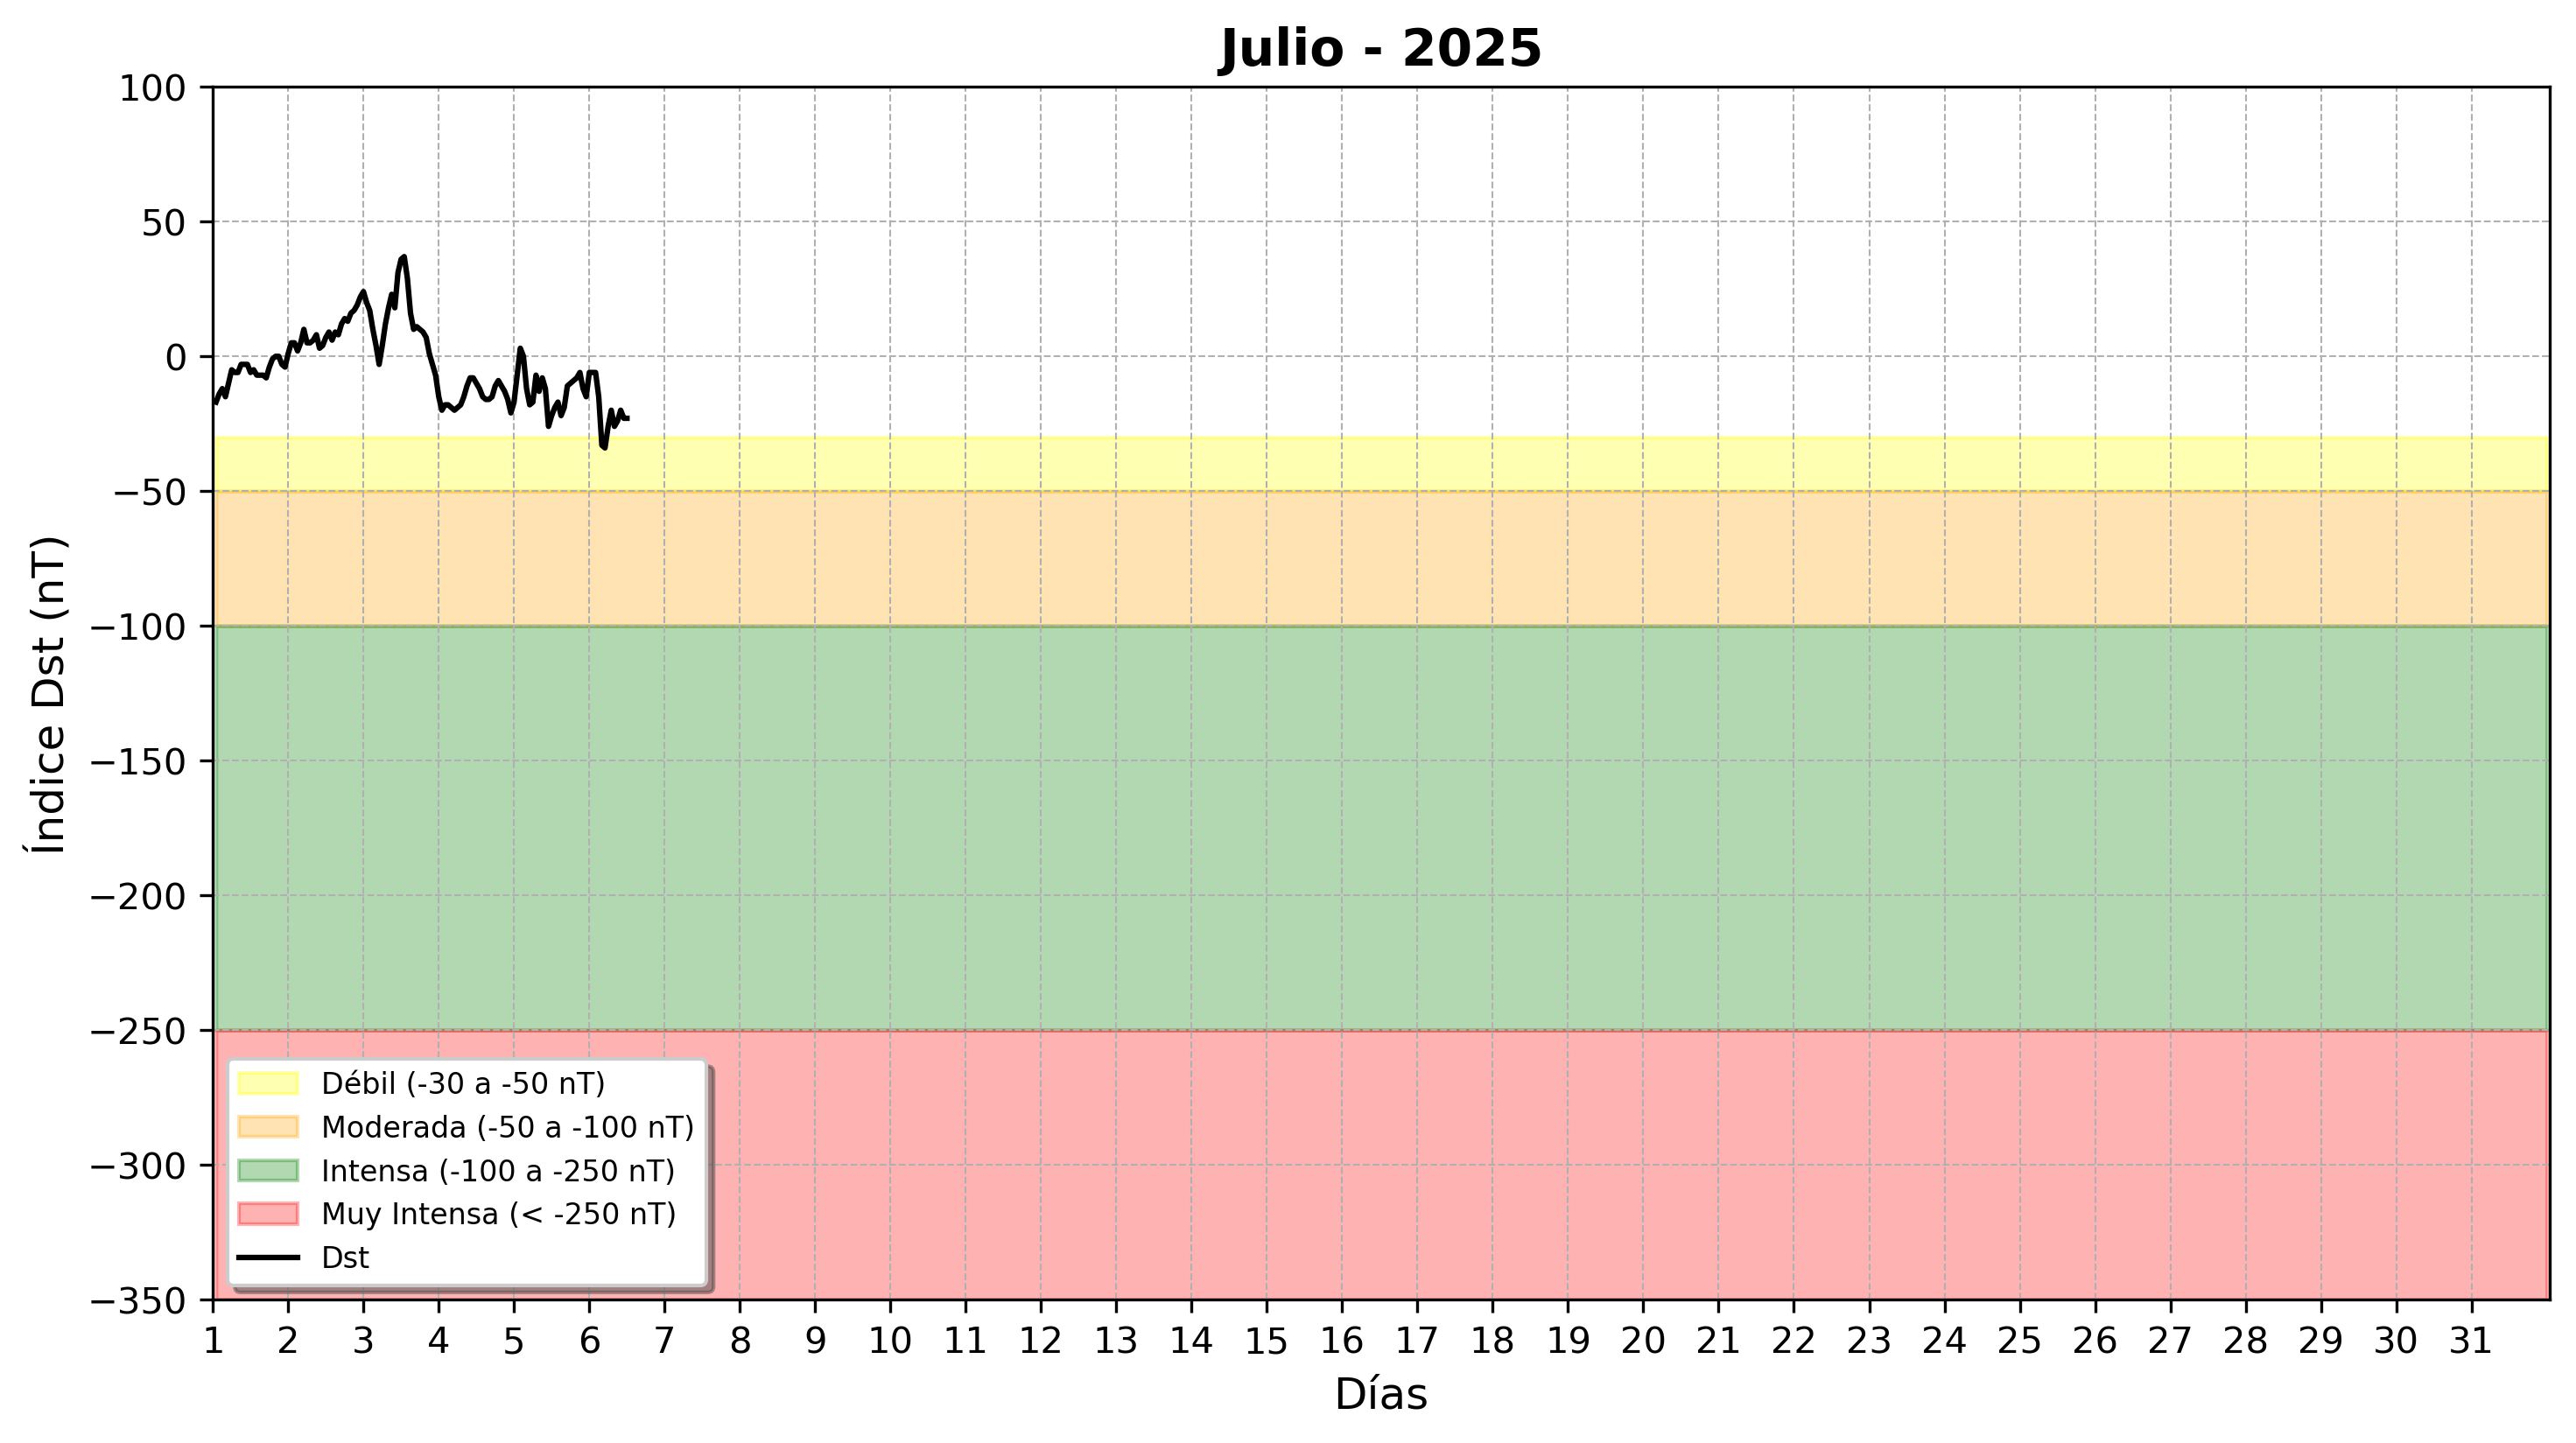 Julio - 2025
Índice Dst (nT)
100
50
0
−50
−100
−150
−200
−250
−300
−350
Débil (-30 a -50 nT)
Moderada (-50 a -100 nT)
Intensa (-100 a -250 nT)
Muy Intensa (< -250 nT)
Dst
1 2 3 4 5 6 7 8 9 10 11 12 13 14 15 16 17 18 19 20 21 22 23 24 25 26 27 28 29 30 31
Días